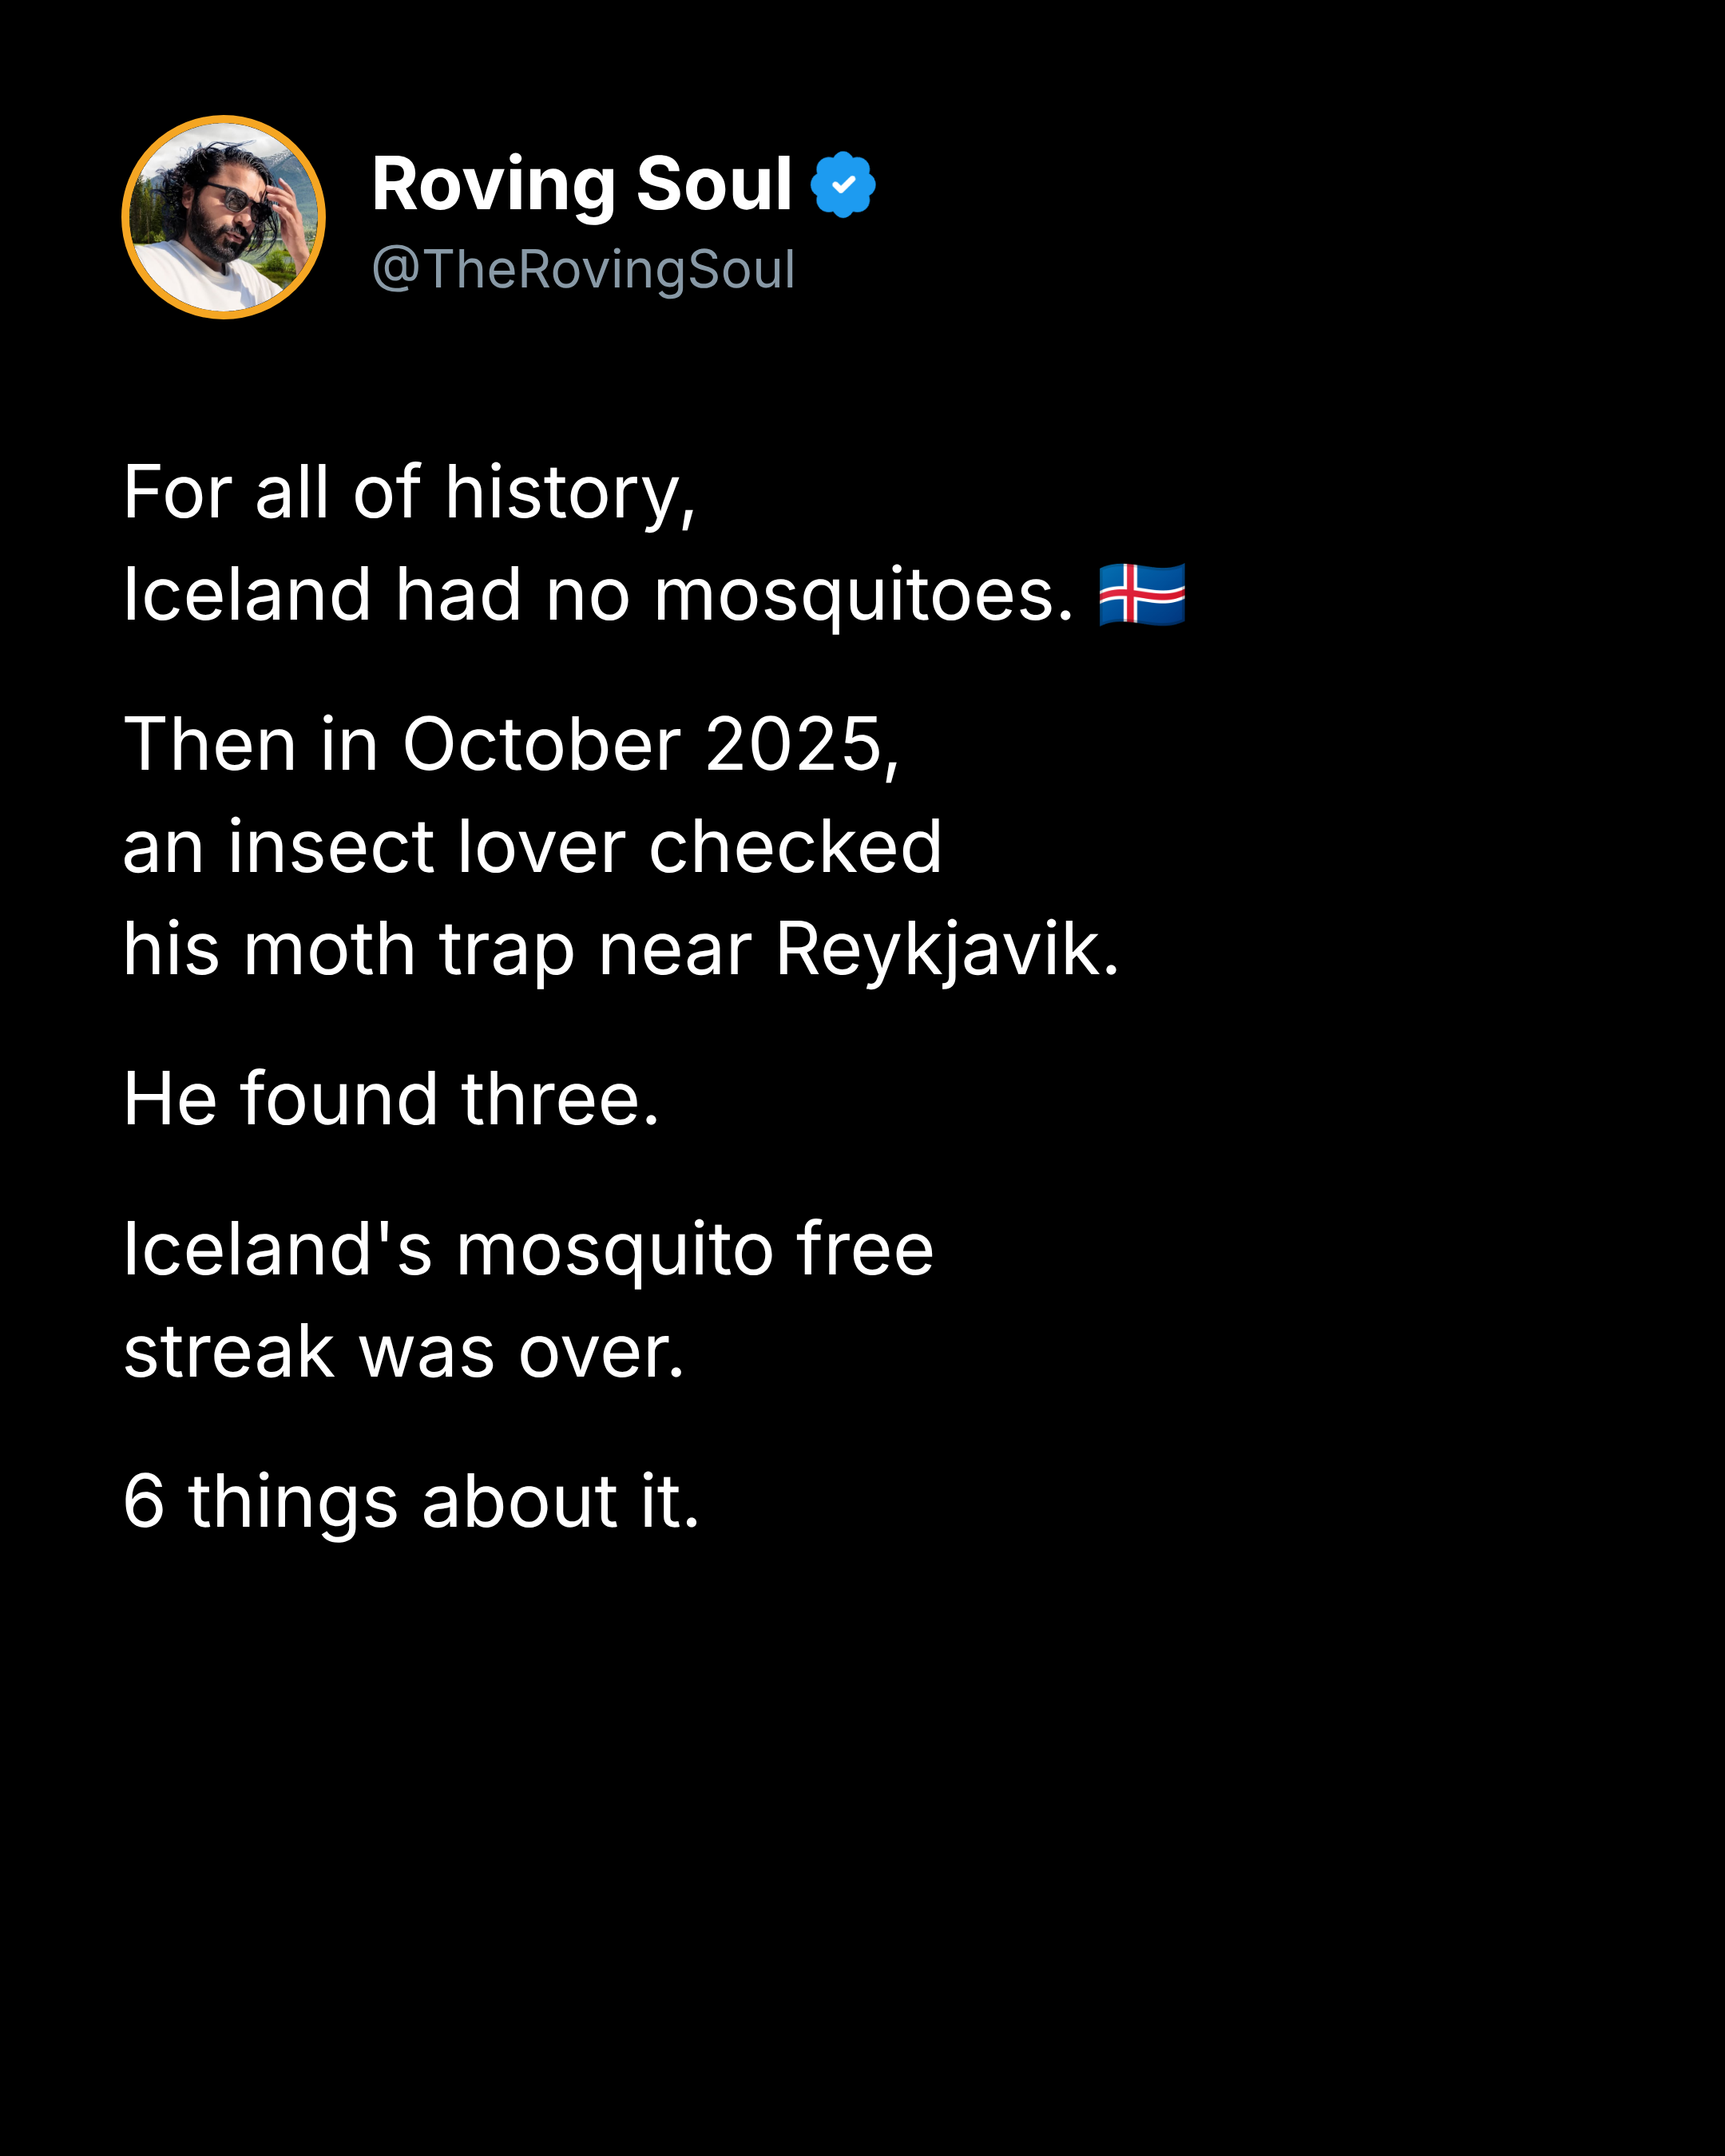 Roving Soul
@TheRovingSoul
For all of history,
Iceland had no mosquitoes. 🇮🇸
Then in October 2025,
an insect lover checked
his moth trap near Reykjavik.
He found three.
Iceland's mosquito free
streak was over.
6 things about it.